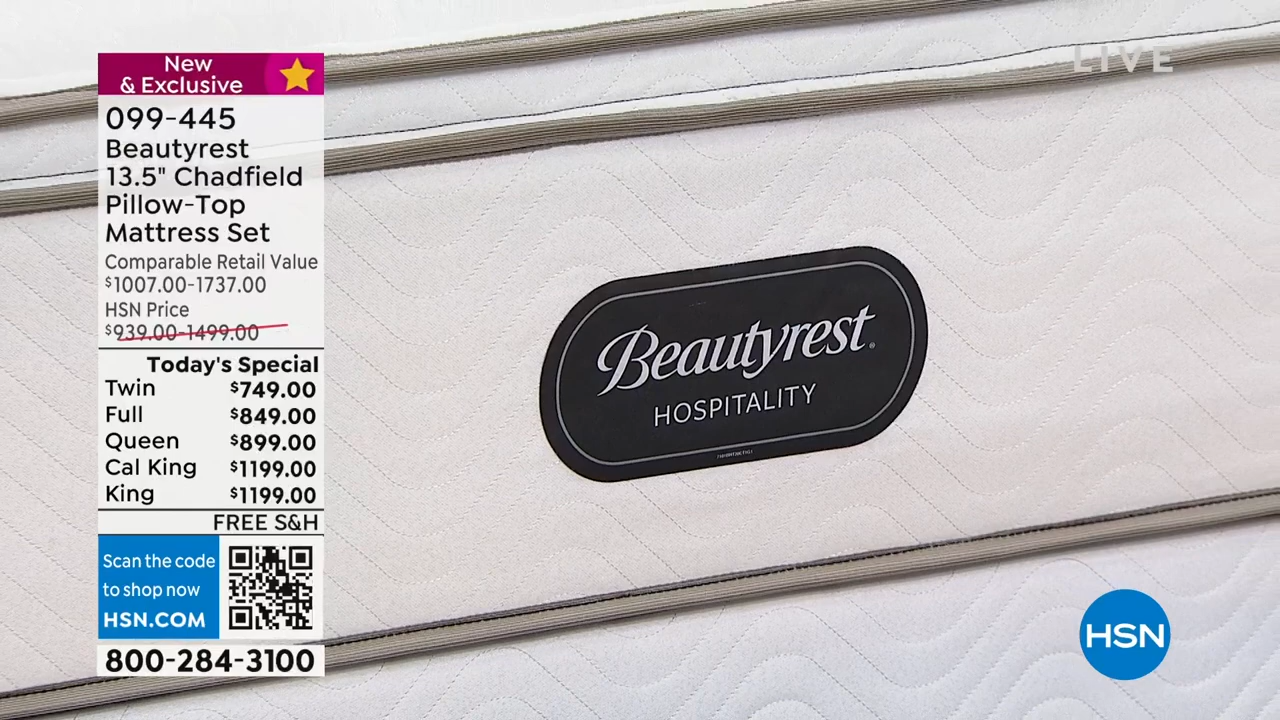 LIVE
New
& Exclusive
099-445
Beautyrest
13.5" Chadfield
Pillow-Top
Mattress Set
Comparable Retail Value
$1007.00-1737.00
HSN Price
$939.00-1499.00
Today's Special
Twin $749.00
Full $849.00
Queen $899.00
Cal King $1199.00
King $1199.00
FREE S&H
Scan the code
to shop now
HSN.COM
800-284-3100
Beautyrest®
HOSPITALITY
HSN